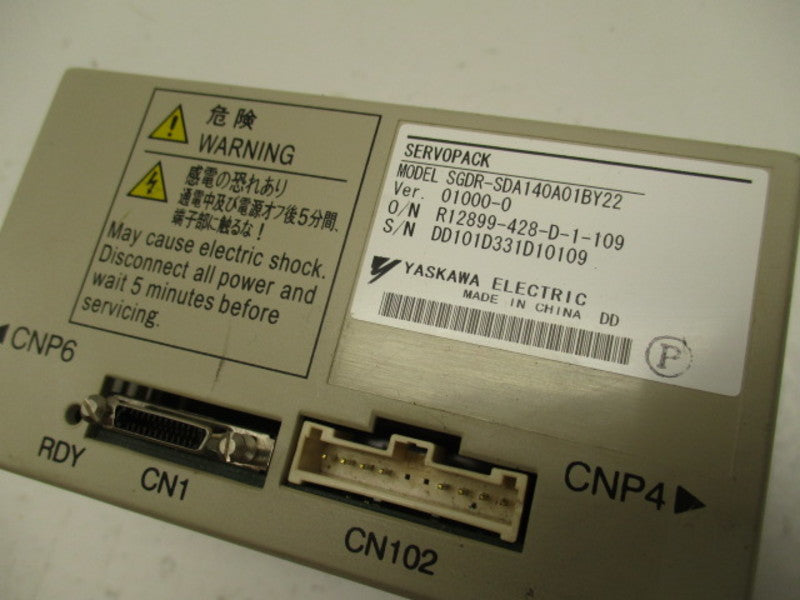 危険
WARNING
感電の恐れあり
通電中及び電源オフ後5分間、
端子部に触るな!
May cause electric shock.
Disconnect all power and
wait 5 minutes before
servicing.
SERVOPACK
MODEL SGDR-SDA140A01BY22
Ver. 01000-0
O/N R12899-428-D-1-109
S/N DD101D331D10109
YASKAWA ELECTRIC
MADE IN CHINA DD
P
CNP6
RDY
CN1
CN102
CNP4